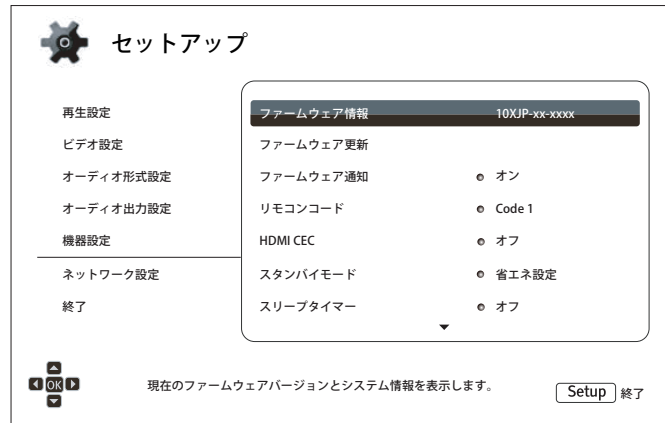 セットアップ
再生設定
ビデオ設定
オーディオ形式設定
オーディオ出力設定
機器設定
ネットワーク設定
終了
ファームウェア情報 10XJP-xx-xxxx
ファームウェア更新
ファームウェア通知 オン
リモコンコード Code 1
HDMI CEC オフ
スタンバイモード 省エネ設定
スリープタイマー オフ
OK
現在のファームウェアバージョンとシステム情報を表示します。
Setup 終了